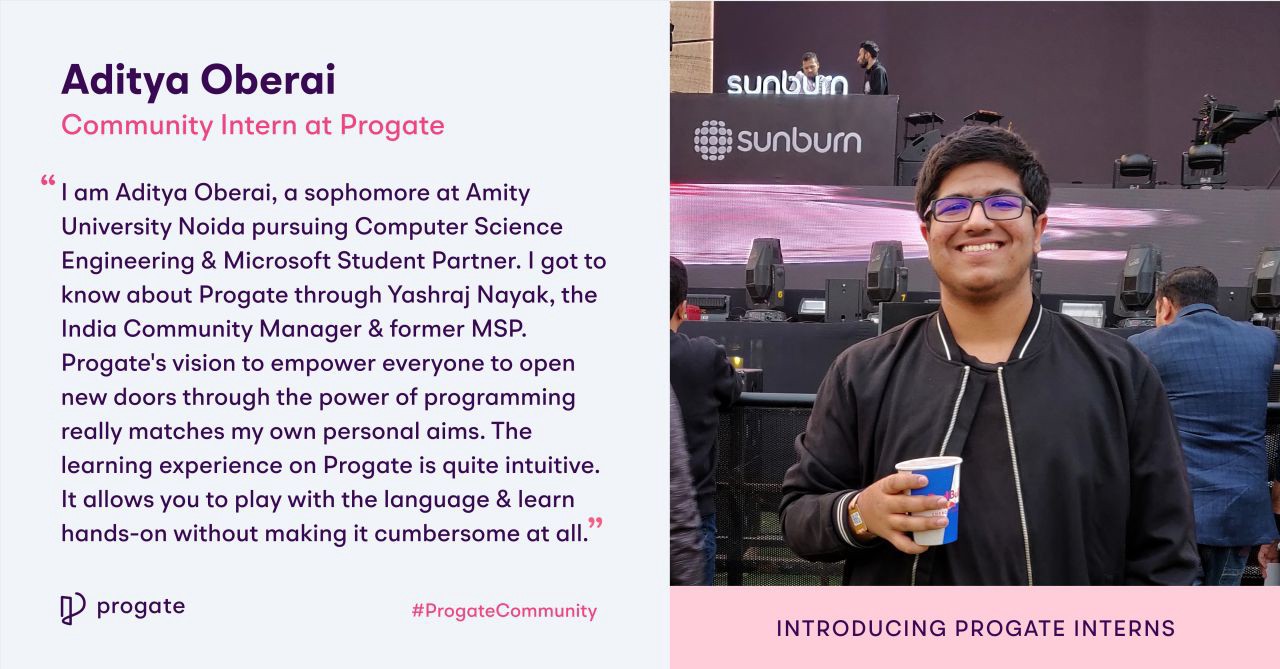 Aditya Oberai
Community Intern at Progate
“I am Aditya Oberai, a sophomore at Amity
University Noida pursuing Computer Science
Engineering & Microsoft Student Partner. I got to
know about Progate through Yashraj Nayak, the
India Community Manager & former MSP.
Progate's vision to empower everyone to open
new doors through the power of programming
really matches my own personal aims. The
learning experience on Progate is quite intuitive.
It allows you to play with the language & learn
hands-on without making it cumbersome at all.”
progate
#ProgateCommunity
sunburn
sunburn
6
7
INTRODUCING PROGATE INTERNS